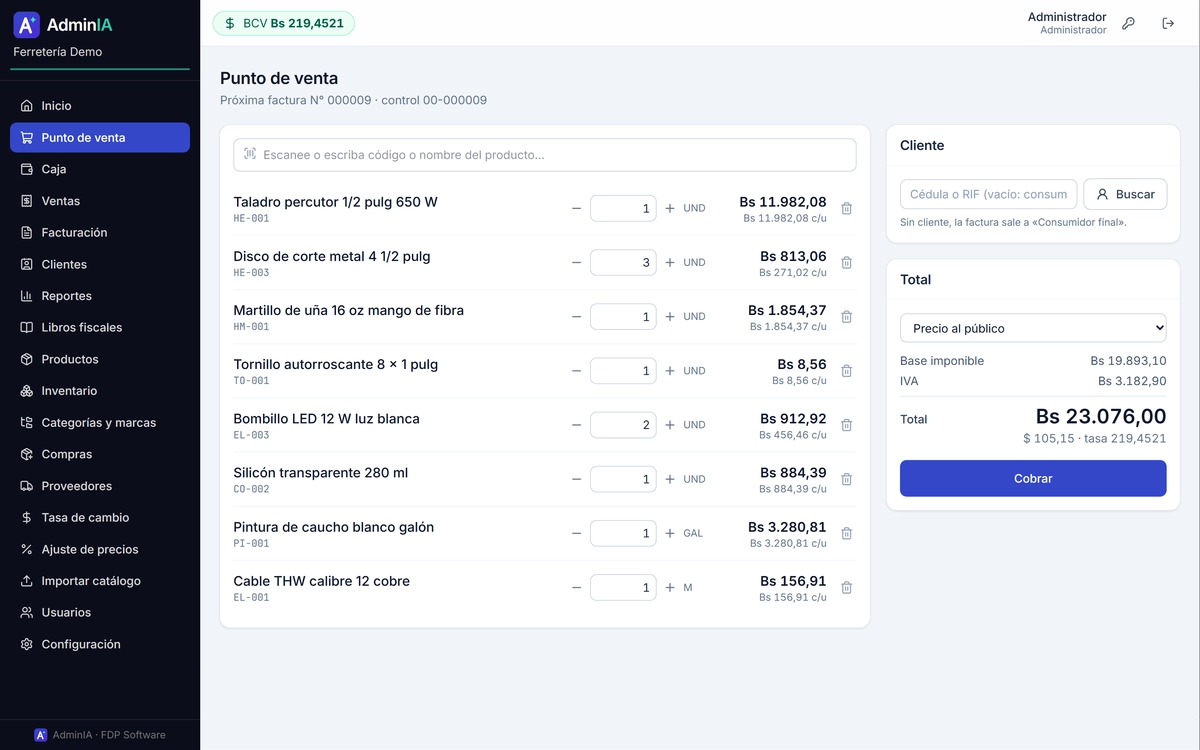 AdminIA
Ferretería Demo
Inicio
Punto de venta
Caja
Ventas
Facturación
Clientes
Reportes
Libros fiscales
Productos
Inventario
Categorías y marcas
Compras
Proveedores
Tasa de cambio
Ajuste de precios
Importar catálogo
Usuarios
Configuración
AdminIA · FDP Software
BCV Bs 219,4521
Administrador
Administrador
Punto de venta
Próxima factura N° 000009 · control 00-000009
Escanee o escriba código o nombre del producto...
Taladro percutor 1/2 pulg 650 W
HE-001
− 1 + UND
Bs 11.982,08
Bs 11.982,08 c/u
Disco de corte metal 4 1/2 pulg
HE-003
− 3 + UND
Bs 813,06
Bs 271,02 c/u
Martillo de uña 16 oz mango de fibra
HM-001
− 1 + UND
Bs 1.854,37
Bs 1.854,37 c/u
Tornillo autorroscante 8 × 1 pulg
TO-001
− 1 + UND
Bs 8,56
Bs 8,56 c/u
Bombillo LED 12 W luz blanca
EL-003
− 2 + UND
Bs 912,92
Bs 456,46 c/u
Silicón transparente 280 ml
CO-002
− 1 + UND
Bs 884,39
Bs 884,39 c/u
Pintura de caucho blanco galón
PI-001
− 1 + GAL
Bs 3.280,81
Bs 3.280,81 c/u
Cable THW calibre 12 cobre
EL-001
− 1 + M
Bs 156,91
Bs 156,91 c/u
Cliente
Cédula o RIF (vacío: consum
Buscar
Sin cliente, la factura sale a «Consumidor final».
Total
Precio al público
Base imponible Bs 19.893,10
IVA Bs 3.182,90
Total Bs 23.076,00
$ 105,15 · tasa 219,4521
Cobrar